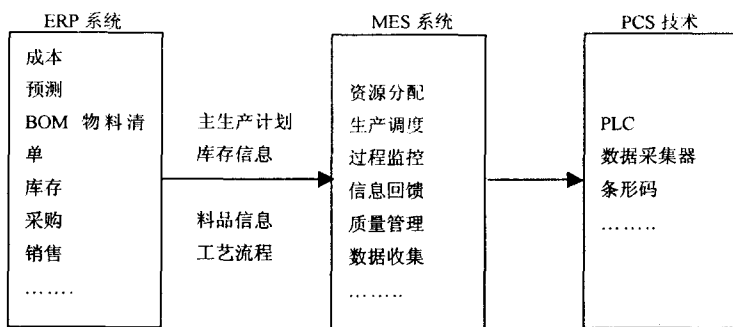 ERP 系统
成本
预测
BOM 物料清
单
库存
采购
销售
…….
主生产计划
库存信息
料品信息
工艺流程
MES 系统
资源分配
生产调度
过程监控
信息回馈
质量管理
数据收集
……..
PCS 技术
PLC
数据采集器
条形码
……..